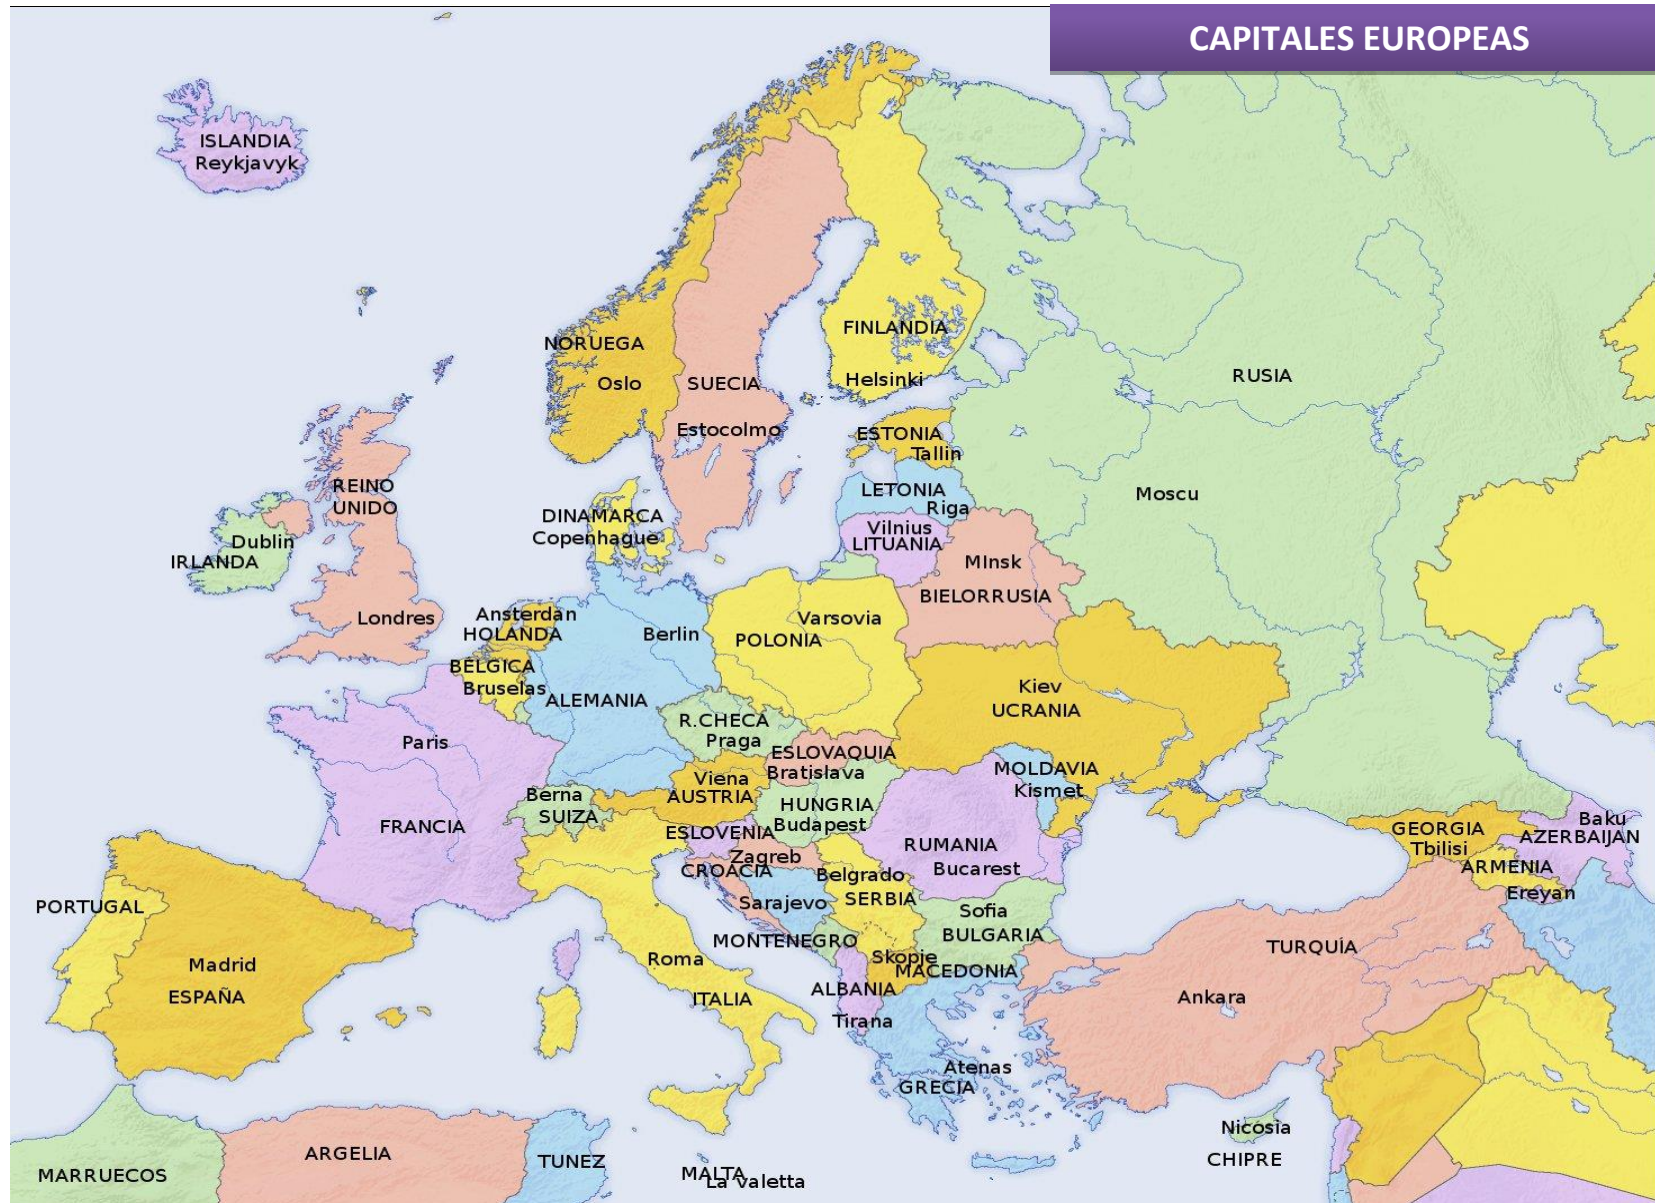 CAPITALES EUROPEAS
ISLANDIA
Reykjavyk
NORUEGA
Oslo
SUECIA
Estocolmo
FINLANDIA
Helsinki
RUSIA
Moscu
ESTONIA
Tallin
LETONIA
Riga
Vilnius
LITUANIA
MInsk
BIELORRUSIA
REINO
UNIDO
Londres
Dublin
IRLANDA
DINAMARCA
Copenhague
Ansterdan
HOLANDA
BELGICA
Bruselas
Berlin
ALEMANIA
Varsovia
POLONIA
Kiev
UCRANIA
R.CHECA
Praga
ESLOVAQUIA
Bratislava
Viena
AUSTRIA
Berna
SUIZA
Paris
FRANCIA
HUNGRIA
Budapest
MOLDAVIA
Kismet
RUMANIA
Bucarest
ESLOVENIA
Zagreb
CROACIA
Belgrado
SERBIA
Sarajevo
MONTENEGRO
Sofia
BULGARIA
Skopje
MACEDONIA
ALBANIA
Tirana
Atenas
GRECIA
Roma
ITALIA
PORTUGAL
Madrid
ESPAÑA
GEORGIA
Tbilisi
Baku
AZERBAIJAN
ARMENIA
Ereyan
TURQUÍA
Ankara
Nicosia
CHIPRE
MARRUECOS
ARGELIA
TUNEZ
MALTA
La valetta